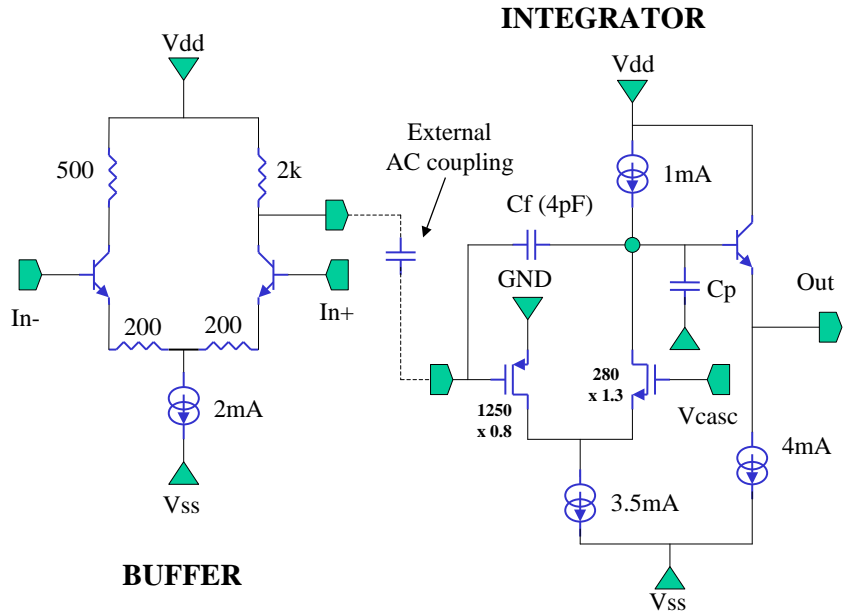 INTEGRATOR
BUFFER
Vdd
500
2k
In-
In+
200
200
2mA
Vss
External
AC coupling
Vdd
1mA
Cf (4pF)
GND
Cp
Out
1250
x 0.8
280
x 1.3
Vcasc
3.5mA
4mA
Vss